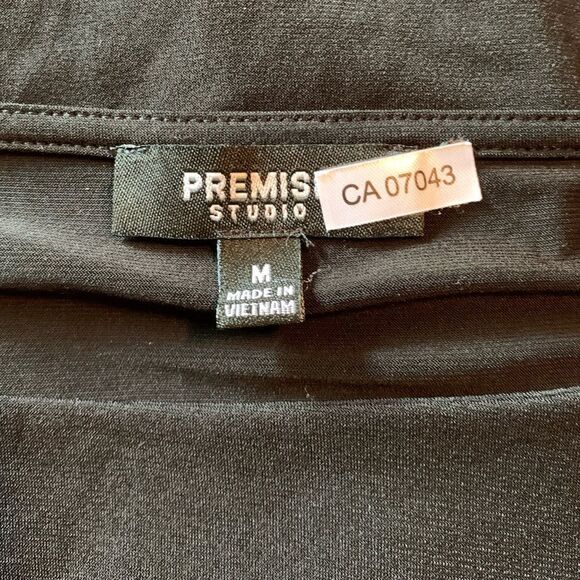 PREMIS
STUDIO
CA 07043
M
MADE IN
VIETNAM